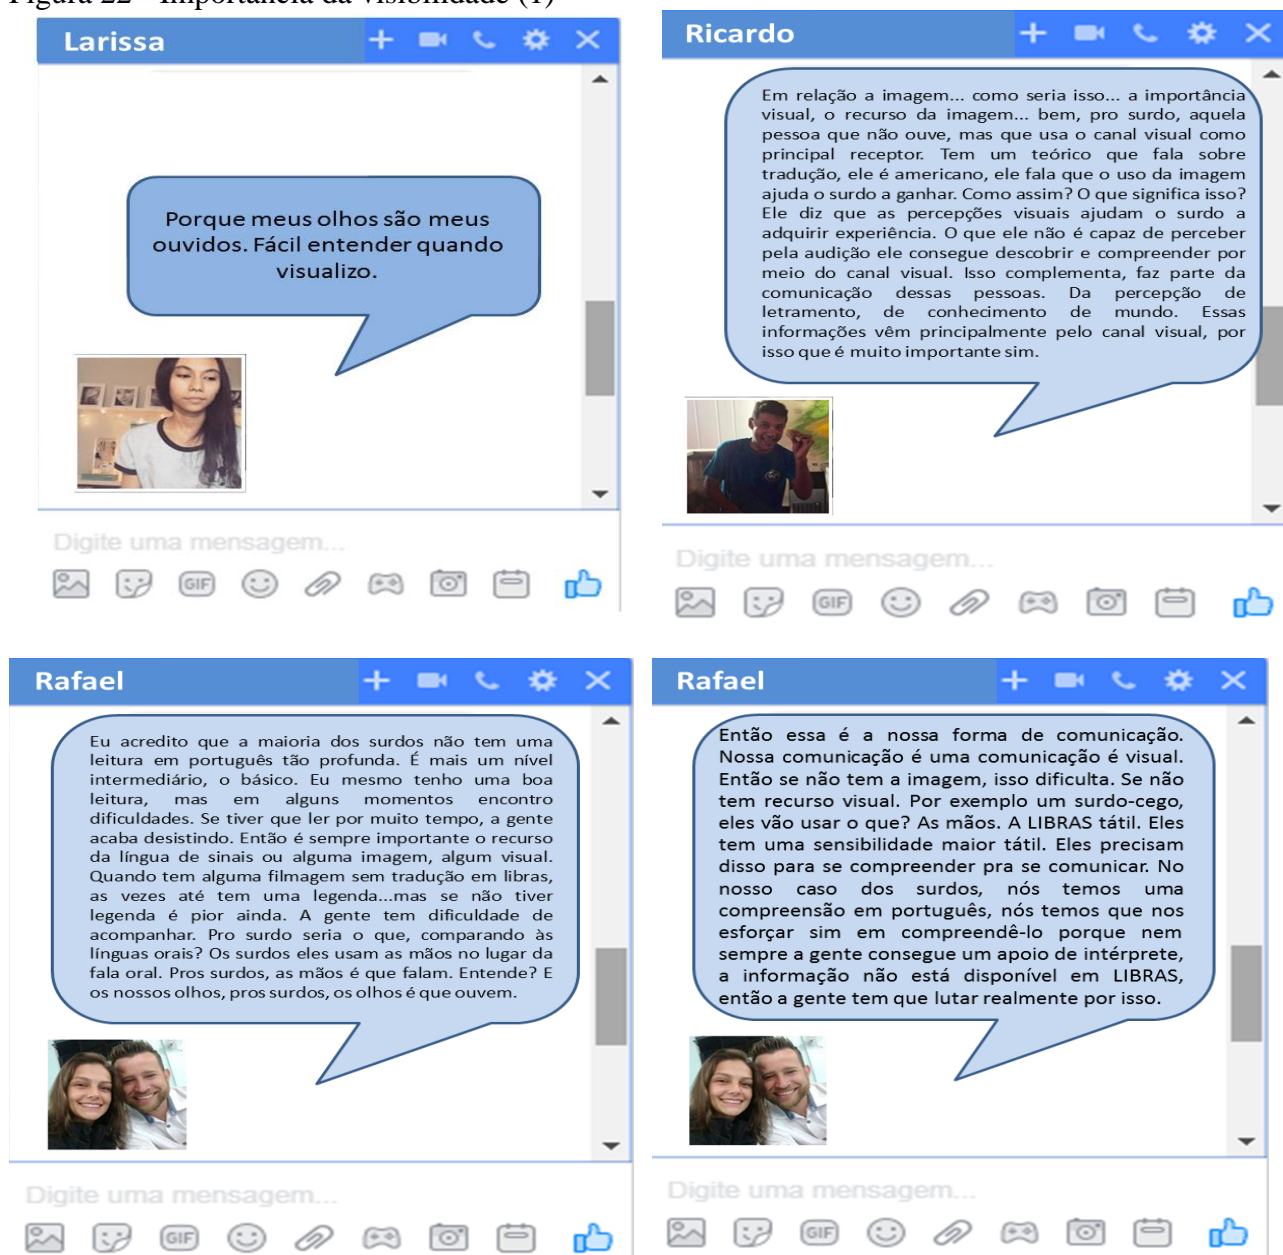 Figura 22 - Importância da visibilidade (1)
Larissa
Porque meus olhos são meus
ouvidos. Fácil entender quando
visualizo.
Digite uma mensagem...
GIF
Ricardo
Em relação a imagem... como seria isso... a importância
visual, o recurso da imagem... bem, pro surdo, aquela
pessoa que não ouve, mas que usa o canal visual como
principal receptor. Tem um teórico que fala sobre
tradução, ele é americano, ele fala que o uso da imagem
ajuda o surdo a ganhar. Como assim? O que significa isso?
Ele diz que as percepções visuais ajudam o surdo a
adquirir experiência. O que ele não é capaz de perceber
pela audição ele consegue descobrir e compreender por
meio do canal visual. Isso complementa, faz parte da
comunicação dessas pessoas. Da percepção de
letramento, de conhecimento de mundo. Essas
informações vêm principalmente pelo canal visual, por
isso que é muito importante sim.
Digite uma mensagem...
GIF
Rafael
Eu acredito que a maioria dos surdos não tem uma
leitura em português tão profunda. É mais um nível
intermediário, o básico. Eu mesmo tenho uma boa
leitura, mas em alguns momentos encontro
dificuldades. Se tiver que ler por muito tempo, a gente
acaba desistindo. Então é sempre importante o recurso
da língua de sinais ou alguma imagem, algum visual.
Quando tem alguma filmagem sem tradução em libras,
as vezes até tem uma legenda...mas se não tiver
legenda é pior ainda. A gente tem dificuldade de
acompanhar. Pro surdo seria o que, comparando às
línguas orais? Os surdos eles usam as mãos no lugar da
fala oral. Pros surdos, as mãos é que falam. Entende? E
os nossos olhos, pros surdos, os olhos é que ouvem.
Digite uma mensagem...
GIF
Rafael
Então essa é a nossa forma de comunicação.
Nossa comunicação é uma comunicação é visual.
Então se não tem a imagem, isso dificulta. Se não
tem recurso visual. Por exemplo um surdo-cego,
eles vão usar o que? As mãos. A LIBRAS tátil. Eles
tem uma sensibilidade maior tátil. Eles precisam
disso para se compreender pra se comunicar. No
nosso caso dos surdos, nós temos uma
compreensão em português, nós temos que nos
esforçar sim em compreendê-lo porque nem
sempre a gente consegue um apoio de intérprete,
a informação não está disponível em LIBRAS,
então a gente tem que lutar realmente por isso.
Digite uma mensagem...
GIF